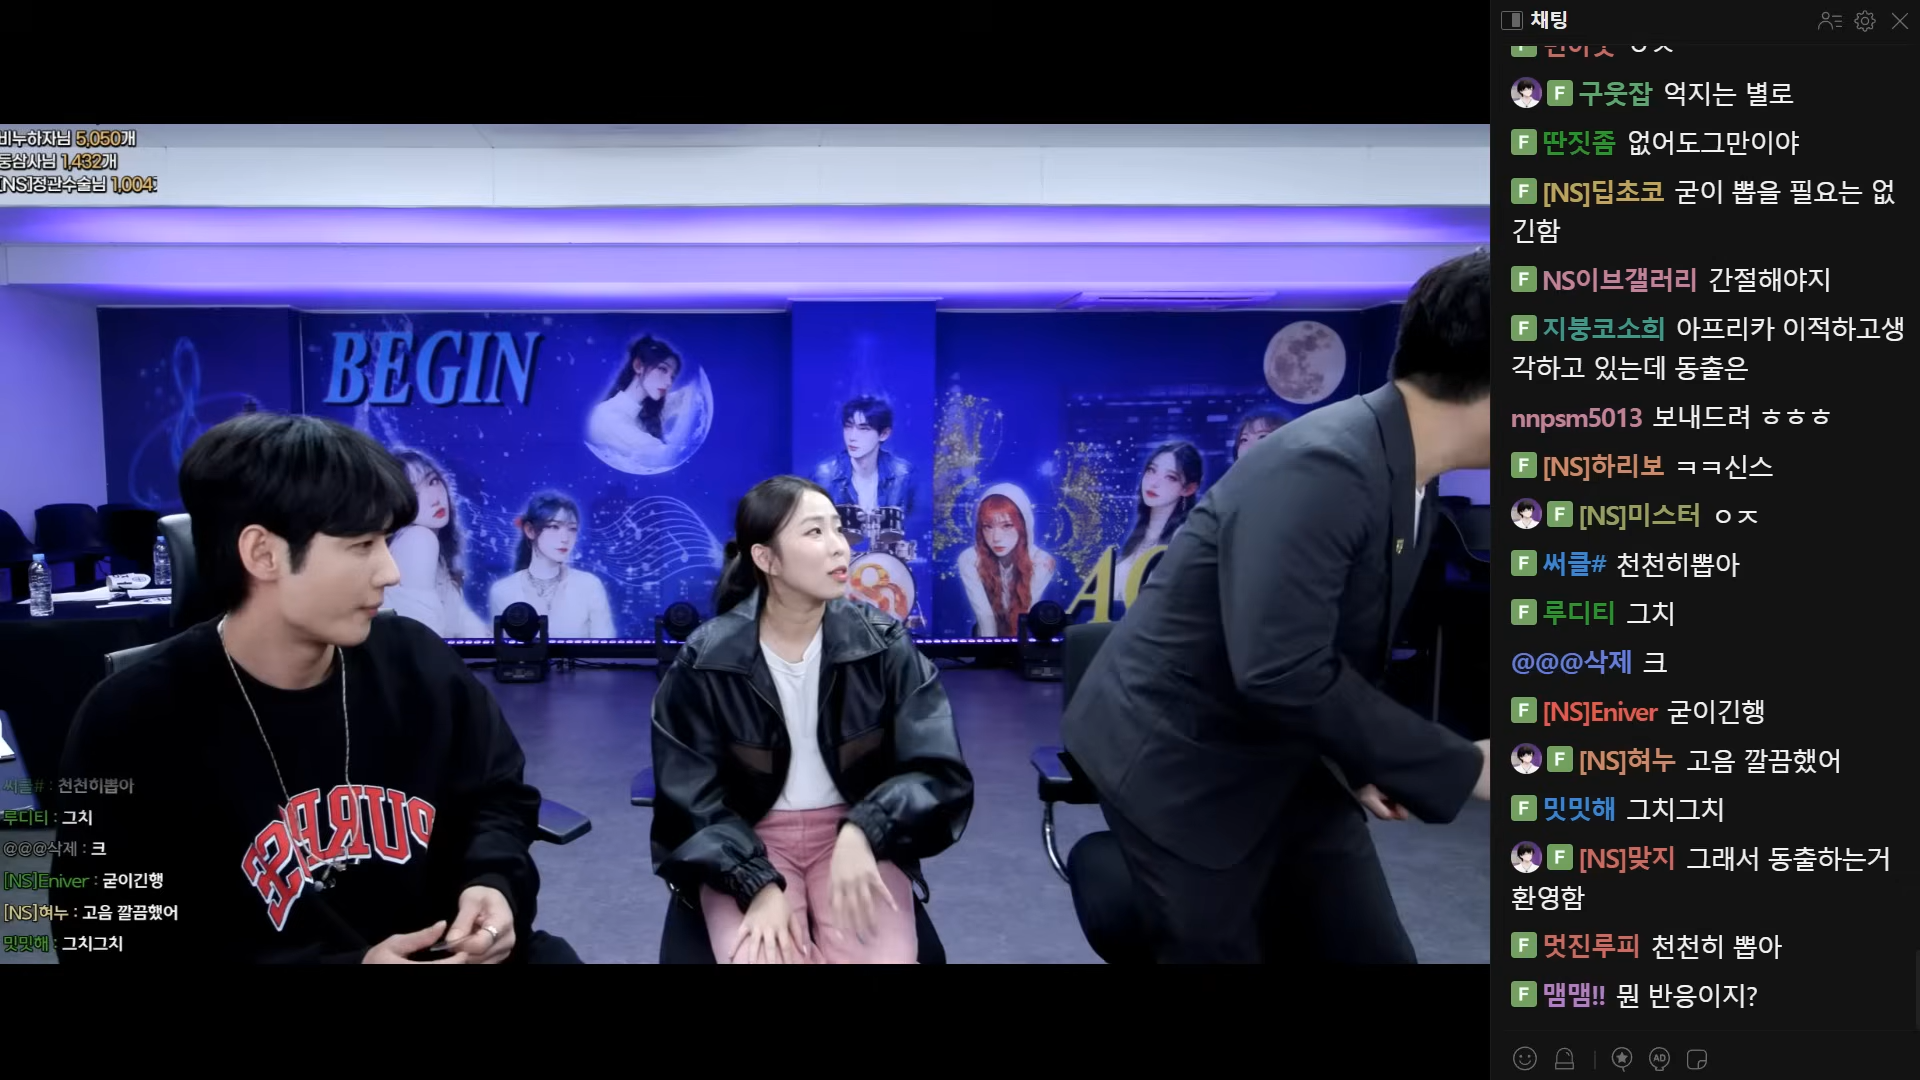 비누하자님 5,050개
둥삼사님 1,432개
[NS]정관수술님 1,004
BEGIN
PURPS
써클# : 천천히뽑아
루디티 : 그치
@@@삭제 : 크
[NS]Eniver : 굳이긴행
[NS]혀누 : 고음 깔끔했어
밋밋해 : 그치그치
채팅
F 구웃잡 억지는 별로
F 딴짓좀 없어도그만이야
F [NS]딥초코 굳이 뽑을 필요는 없
긴함
F NS이브갤러리 간절해야지
F 지붕코소희 아프리카 이적하고생
각하고 있는데 동출은
nnpsm5013 보내드려 ㅎㅎㅎ
F [NS]하리보 ㅋㅋ신스
F [NS]미스터 ㅇㅈ
F 써클# 천천히뽑아
F 루디티 그치
@@@삭제 크
F [NS]Eniver 굳이긴행
F [NS]혀누 고음 깔끔했어
F 밋밋해 그치그치
F [NS]맞지 그래서 동출하는거
환영함
F 멋진루피 천천히 뽑아
F 맴맴!! 뭔 반응이지?
AD